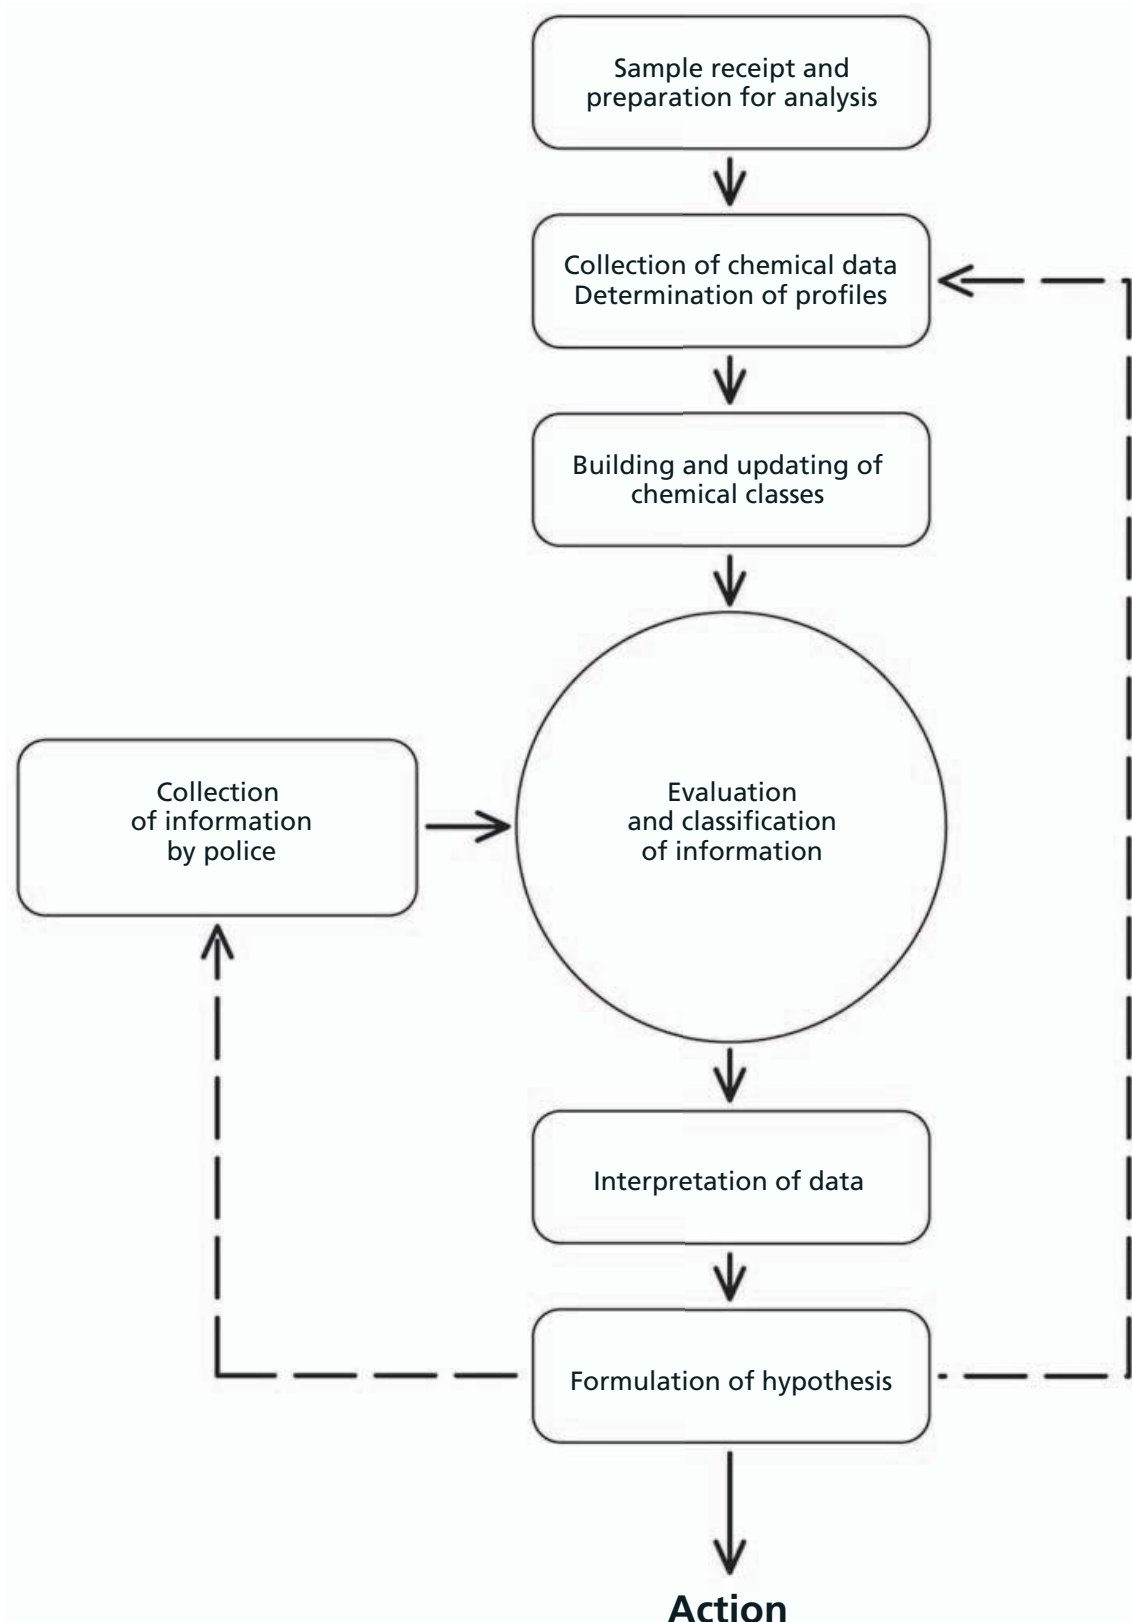 Sample receipt and
preparation for analysis
Collection of chemical data
Determination of profiles
Building and updating of
chemical classes
Collection
of information
by police
Evaluation
and classification
of information
Interpretation of data
Formulation of hypothesis
Action